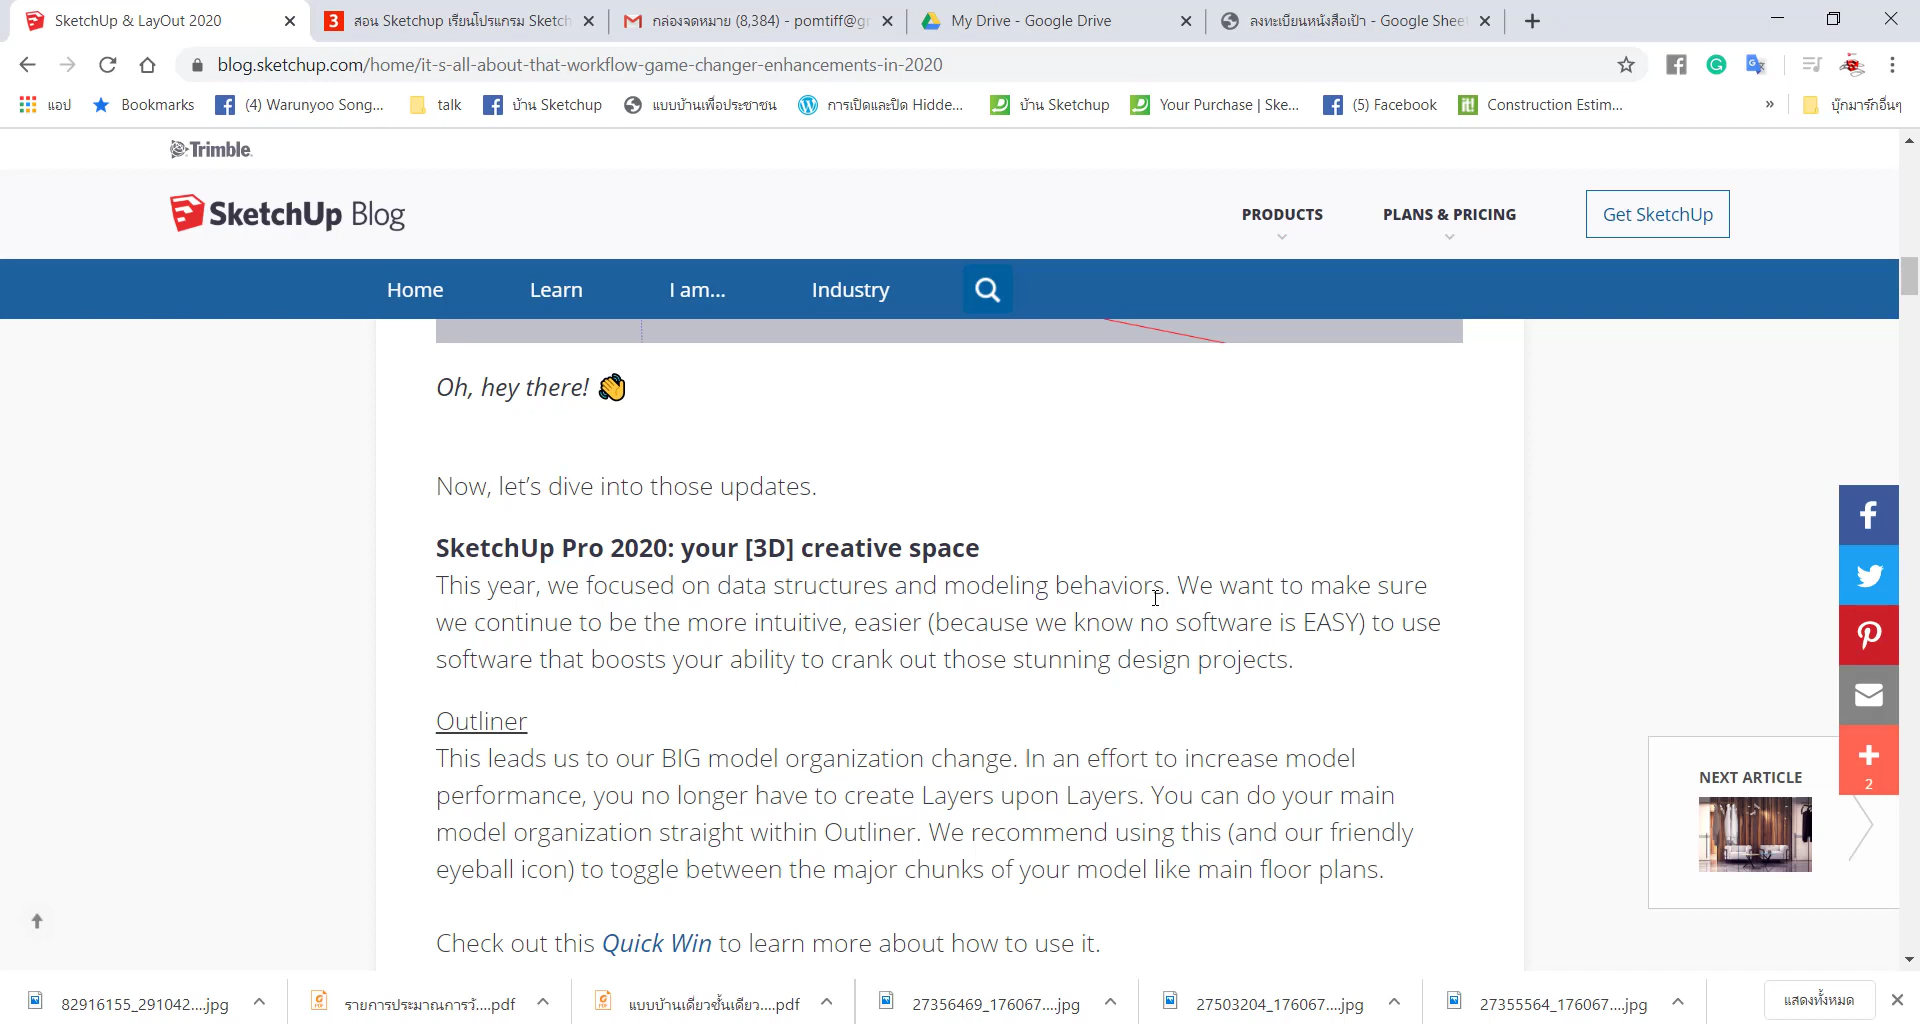 SketchUp & LayOut 2020
สอน Sketchup เรียนโปรแกรม Sketch
กล่องจดหมาย (8,384) - pomtiff@g
My Drive - Google Drive
ลงทะเบียนหนังสือเป้า - Google Shee
blog.sketchup.com/home/it-s-all-about-that-workflow-game-changer-enhancements-in-2020
แอป
Bookmarks
(4) Warunyoo Song...
talk
บ้าน Sketchup
แบบบ้านเพื่อประชาชน
การเปิดและปิด Hidde...
บ้าน Sketchup
Your Purchase | Ske...
(5) Facebook
Construction Estim...
»
บุ๊กมาร์กอื่นๆ
Trimble
SketchUp Blog
PRODUCTS
PLANS & PRICING
Get SketchUp
Home
Learn
I am...
Industry
Oh, hey there! 👋
Now, let's dive into those updates.
SketchUp Pro 2020: your [3D] creative space
This year, we focused on data structures and modeling behaviors. We want to make sure
we continue to be the more intuitive, easier (because we know no software is EASY) to use
software that boosts your ability to crank out those stunning design projects.
Outliner
This leads us to our BIG model organization change. In an effort to increase model
performance, you no longer have to create Layers upon Layers. You can do your main
model organization straight within Outliner. We recommend using this (and our friendly
eyeball icon) to toggle between the major chunks of your model like main floor plans.
Check out this Quick Win to learn more about how to use it.
2
NEXT ARTICLE
82916155_291042....jpg
รายการประมาณการวั....pdf
แบบบ้านเดี่ยวชั้นเดียว....pdf
27356469_176067....jpg
27503204_176067....jpg
27355564_176067....jpg
แสดงทั้งหมด